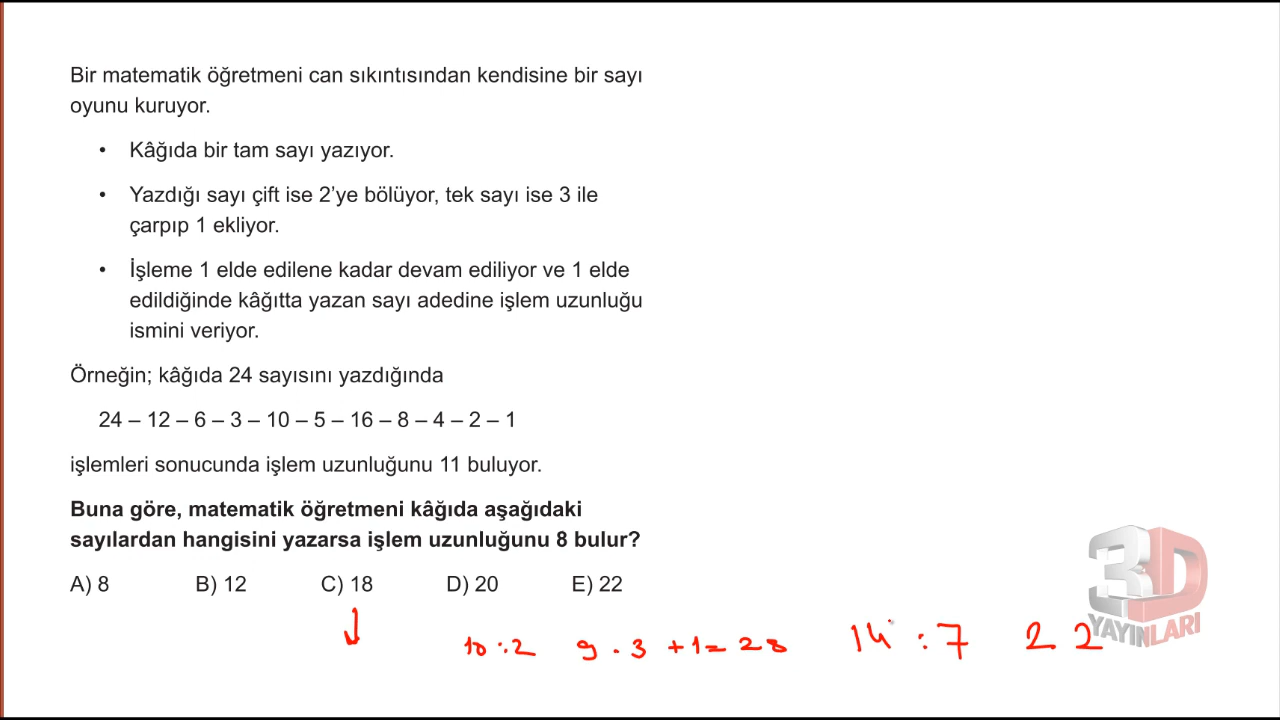 Bir matematik öğretmeni can sıkıntısından kendisine bir sayı
oyunu kuruyor.
• Kâğıda bir tam sayı yazıyor.
• Yazdığı sayı çift ise 2’ye bölüyor, tek sayı ise 3 ile
çarpıp 1 ekliyor.
• İşleme 1 elde edilene kadar devam ediliyor ve 1 elde
edildiğinde kâğıtta yazan sayı adedine işlem uzunluğu
ismini veriyor.
Örneğin; kâğıda 24 sayısını yazdığında
24 – 12 – 6 – 3 – 10 – 5 – 16 – 8 – 4 – 2 – 1
işlemleri sonucunda işlem uzunluğunu 11 buluyor.
Buna göre, matematik öğretmeni kâğıda aşağıdaki
sayılardan hangisini yazarsa işlem uzunluğunu 8 bulur?
A) 8 B) 12 C) 18 D) 20 E) 22
18 : 2 9 . 3 + 1 = 28 14 : 7 2 2
3D
YAYINLARI